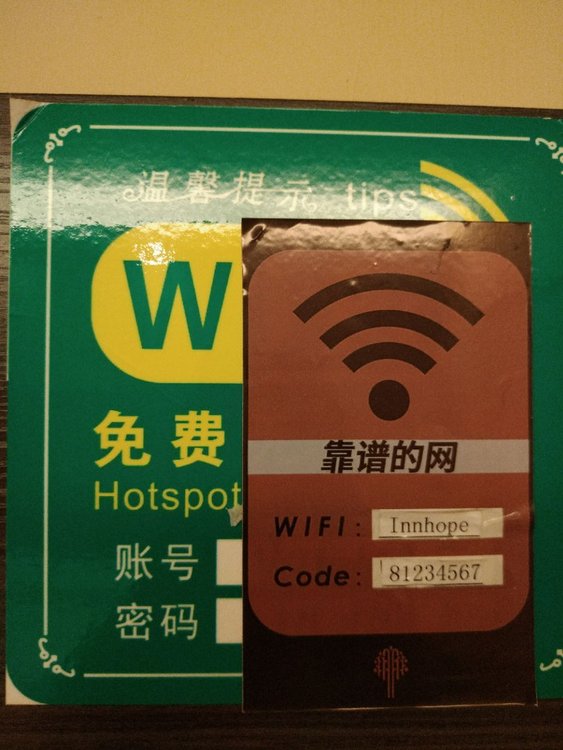 温馨提示 tips
W
免费
Hotspot
账号
密码
靠谱的网
WIFI: Innhope
Code: 81234567